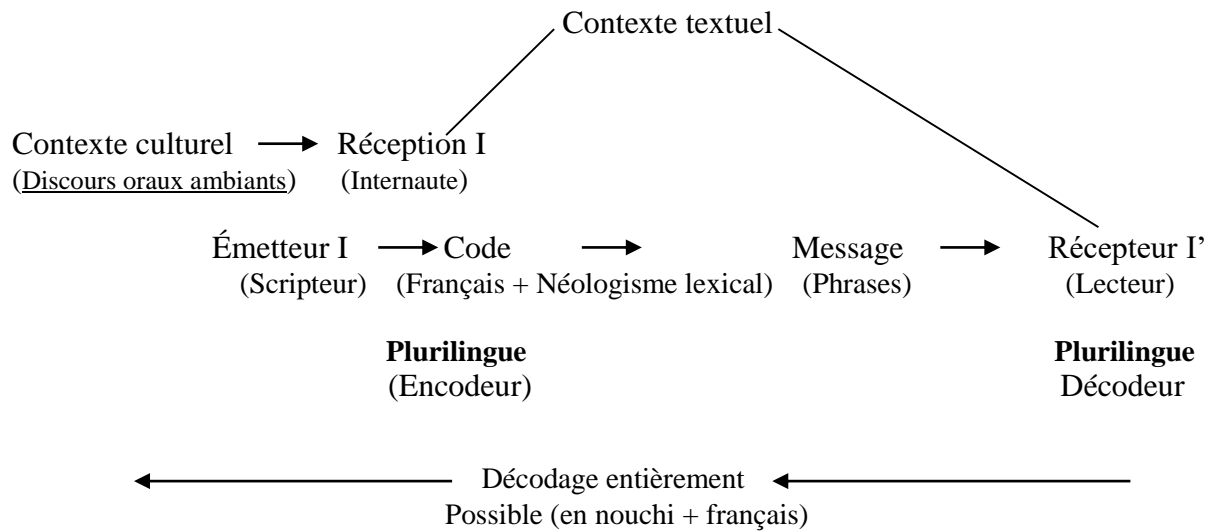 Contexte textuel
Contexte culturel Réception I
(Discours oraux ambiants) (Internaute)
Émetteur I Code Message Récepteur I’
(Scripteur) (Français + Néologisme lexical) (Phrases) (Lecteur)
Plurilingue Plurilingue
(Encodeur) Décodeur
Décodage entièrement
Possible (en nouchi + français)